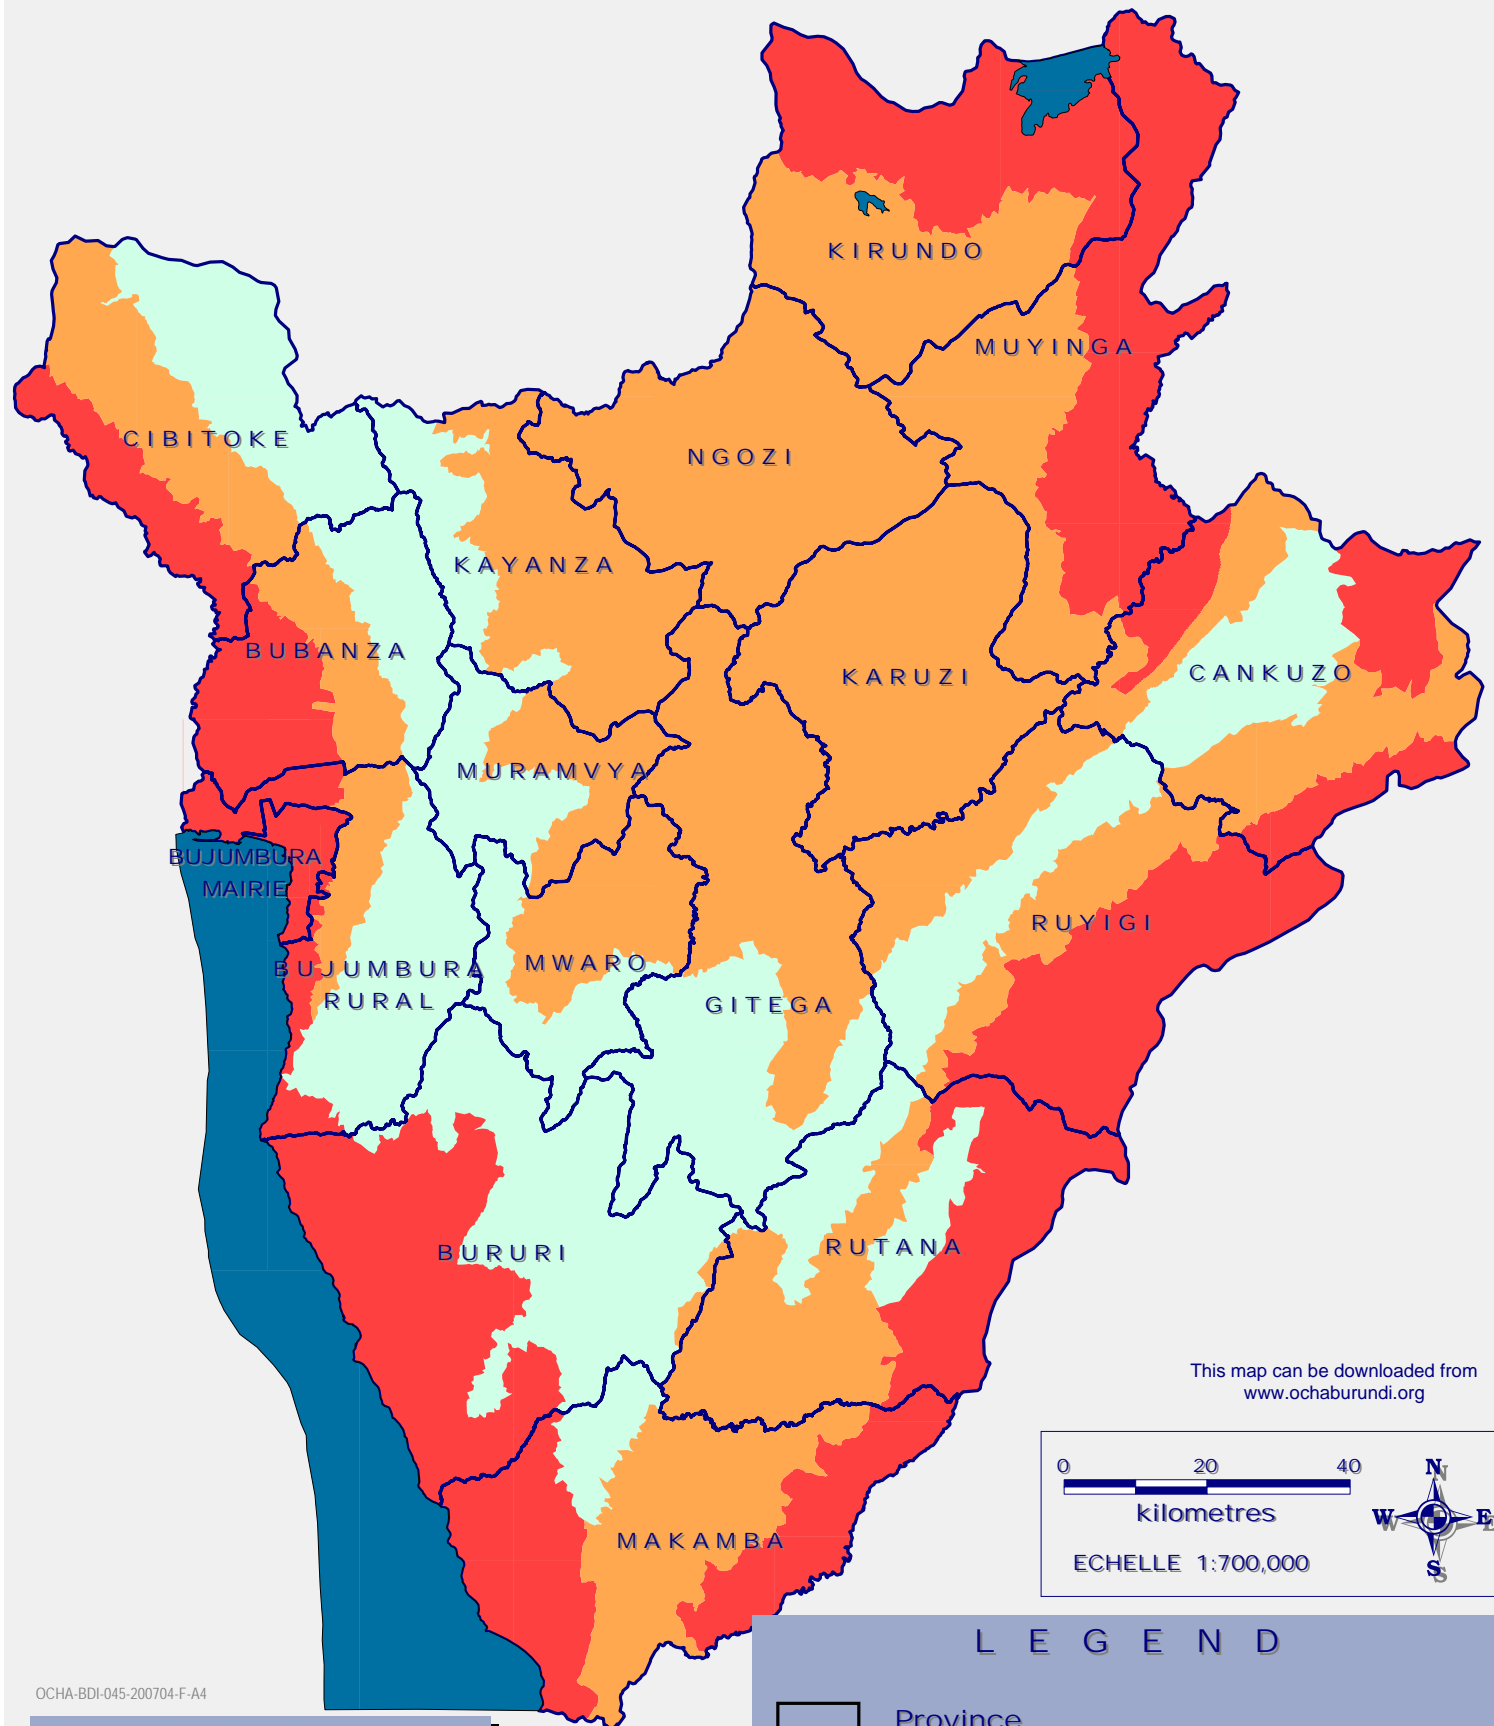 KIRUNDO
MUYINGA
CIBITOKE
NGOZI
KAYANZA
BUBANZA
KARUZI
CANKUZO
MURAMVYA
BUJUMBURA
MAIRIE
RUYIGI
MWARO
BUJUMBURA
RURAL
GITEGA
BURURI
RUTANA
This map can be downloaded from
www.ochaburundi.org
0 20 40
kilometres
ECHELLE 1:700,000
N
W E
S
MAKAMBA
LEGEND
OCHA-BDI-045-200704-F-A4
Province